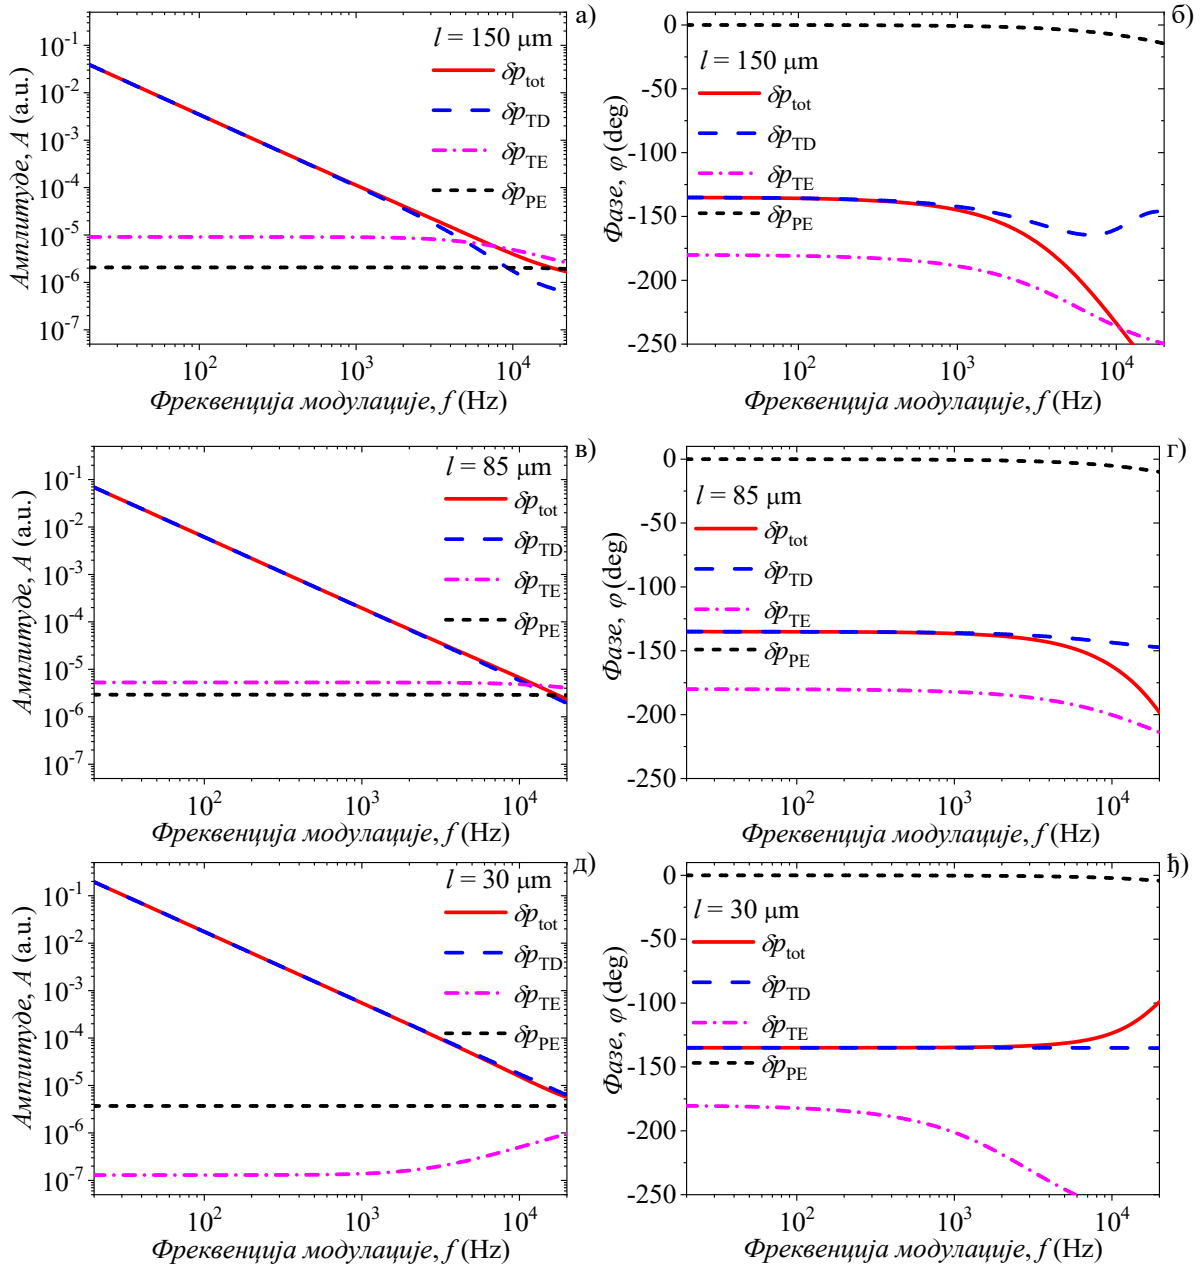 а)
l = 150 μm
δp_tot
δp_TD
δp_TE
δp_PE
10^-1
10^-2
10^-3
10^-4
10^-5
10^-6
10^-7
Амплитуде, A (a.u.)
10^2 10^3 10^4
Фреквенција модулације, f (Hz)
б)
l = 150 μm
δp_tot
δp_TD
δp_TE
δp_PE
0
-50
-100
-150
-200
-250
Фазе, φ (deg)
10^2 10^3 10^4
Фреквенција модулације, f (Hz)
в)
l = 85 μm
δp_tot
δp_TD
δp_TE
δp_PE
10^-1
10^-2
10^-3
10^-4
10^-5
10^-6
10^-7
Амплитуде, A (a.u.)
10^2 10^3 10^4
Фреквенција модулације, f (Hz)
г)
l = 85 μm
δp_tot
δp_TD
δp_TE
δp_PE
0
-50
-100
-150
-200
-250
Фазе, φ (deg)
10^2 10^3 10^4
Фреквенција модулације, f (Hz)
д)
l = 30 μm
δp_tot
δp_TD
δp_TE
δp_PE
10^-1
10^-2
10^-3
10^-4
10^-5
10^-6
10^-7
Амплитуде, A (a.u.)
10^2 10^3 10^4
Фреквенција модулације, f (Hz)
ђ)
l = 30 μm
δp_tot
δp_TD
δp_TE
δp_PE
0
-50
-100
-150
-200
-250
Фазе, φ (deg)
10^2 10^3 10^4
Фреквенција модулације, f (Hz)